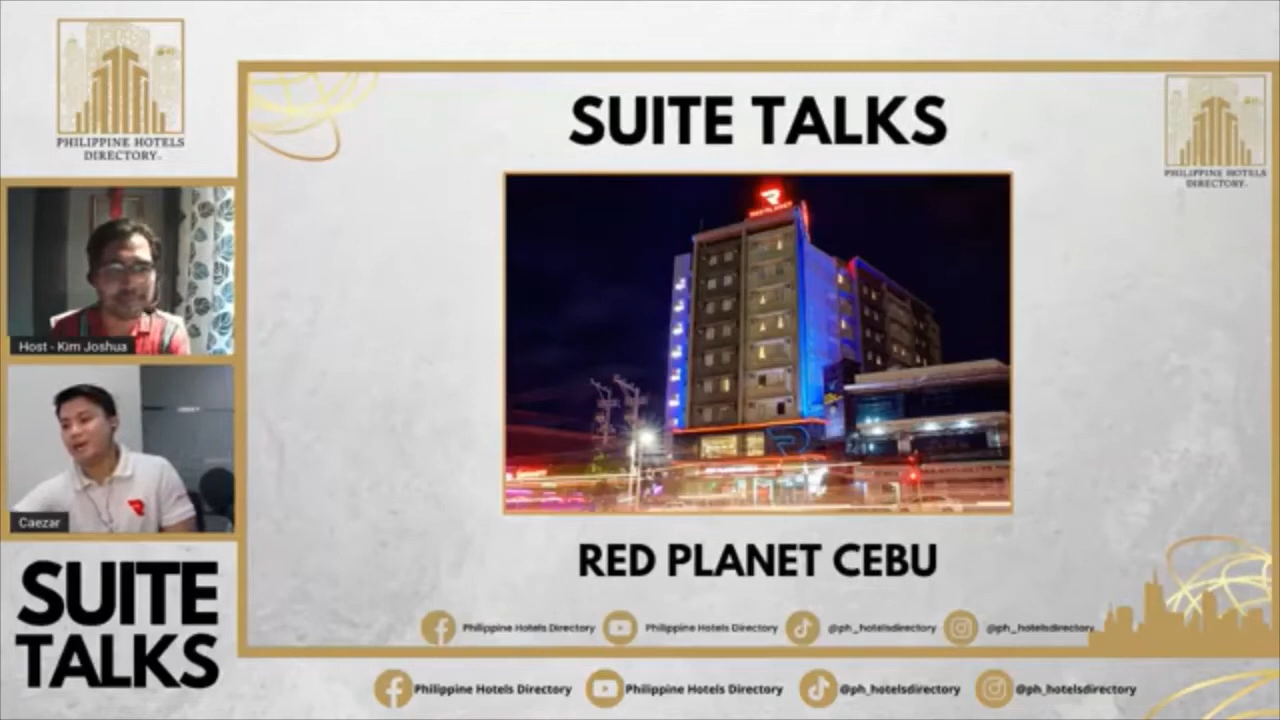 PHILIPPINE HOTELS
DIRECTORY.
SUITE TALKS
PHILIPPINE HOTELS
DIRECTORY.
Host - Kim Joshua
Caezar
RED PLANET CEBU
SUITE
TALKS
Philippine Hotels Directory
Philippine Hotels Directory
@ph_hotelsdirectory
@ph_hotelsdirectory
Philippine Hotels Directory
Philippine Hotels Directory
@ph_hotelsdirectory
@ph_hotelsdirectory